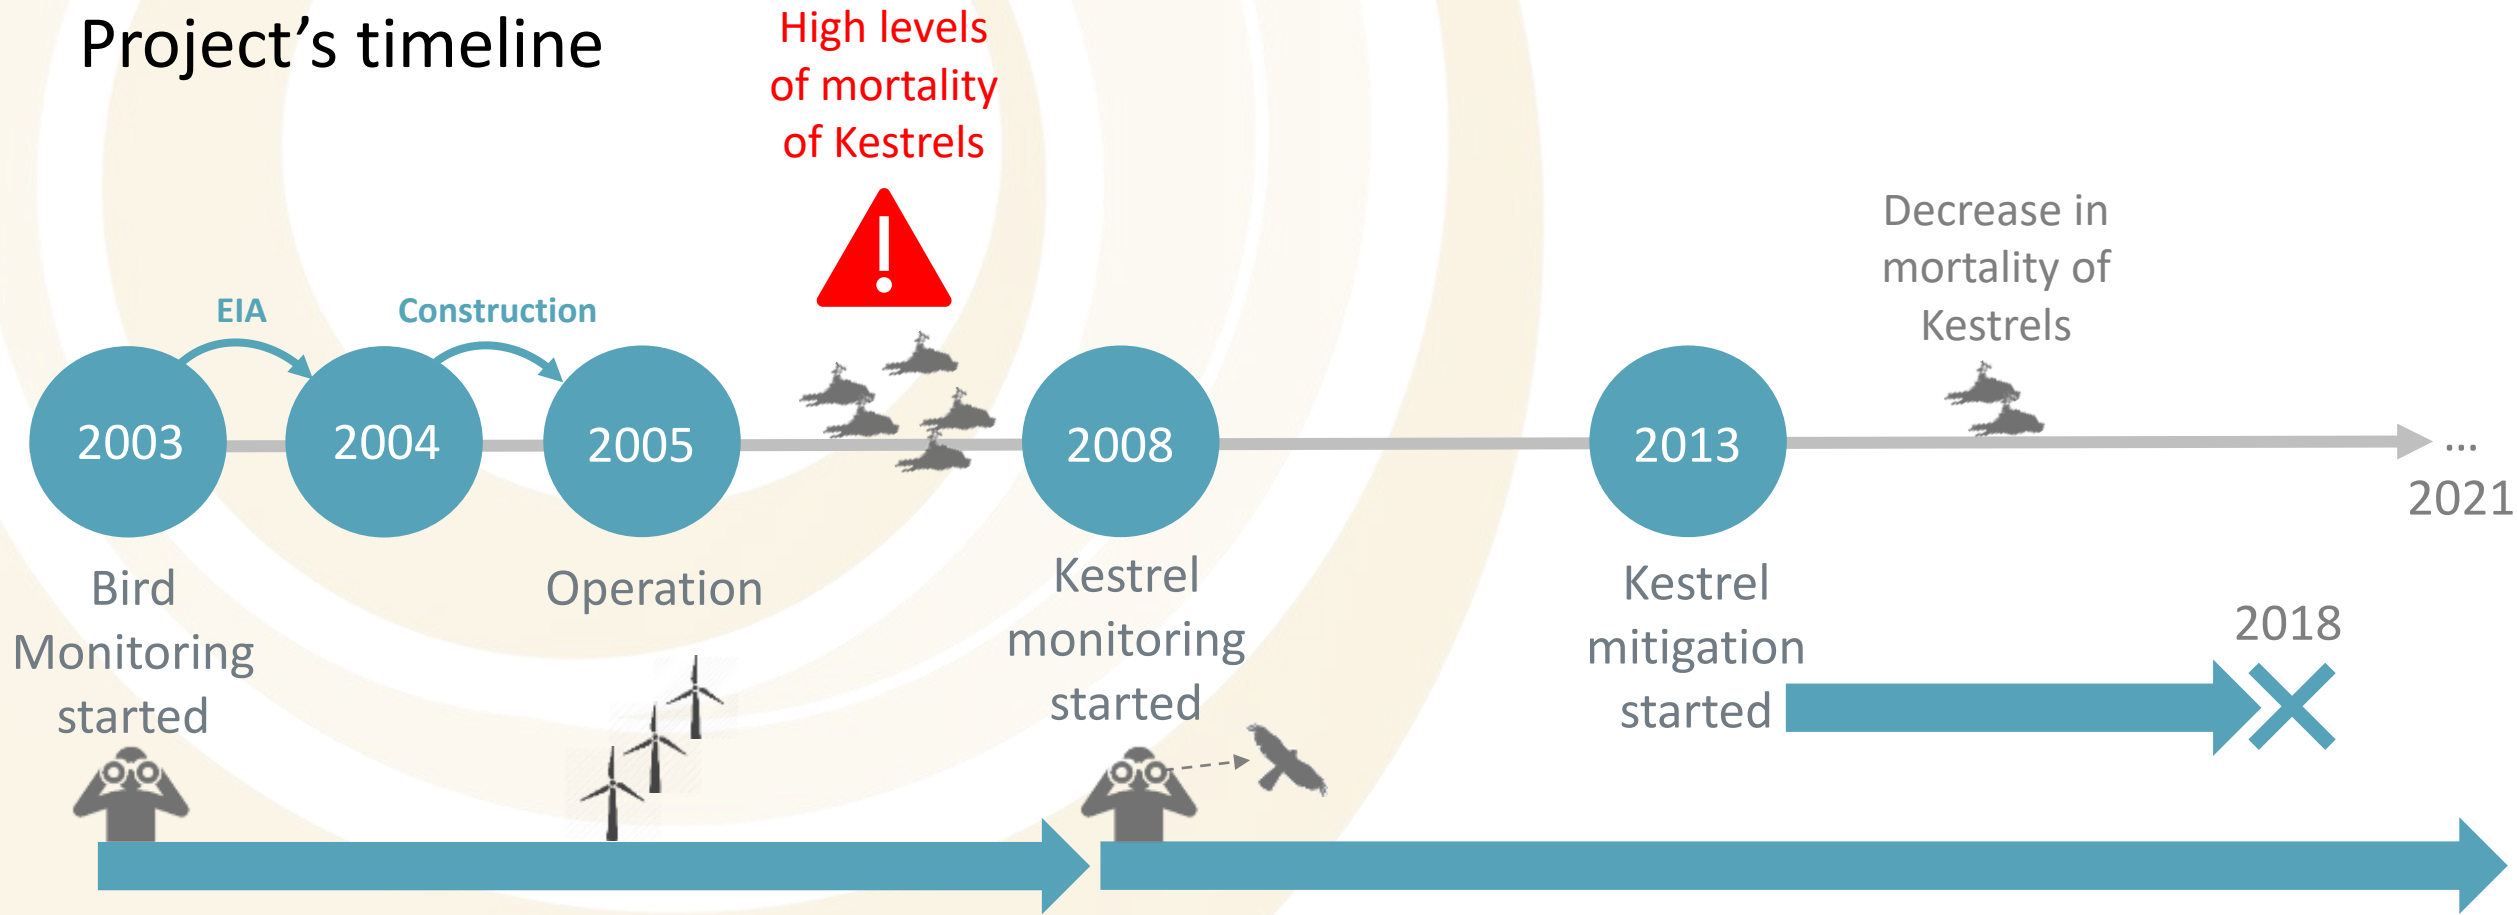 Project's timeline
High levels
of mortality
of Kestrels
Decrease in
mortality of
Kestrels
EIA
Construction
2003
2004
2005
2008
2013
...
2021
Bird
Monitoring
started
Operation
Kestrel
monitoring
started
Kestrel
mitigation
started
2018